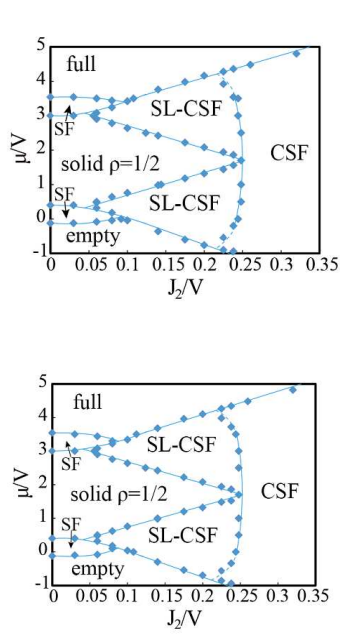 5
full
4
SL-CSF
3
SF
μ/V
CSF
2
solid ρ=1/2
1
SF
SL-CSF
0
empty
-1
0 0.05 0.1 0.15 0.2 0.25 0.3 0.35
J₂/V
5
full
4
SL-CSF
3
SF
μ/V
CSF
2
solid ρ=1/2
1
SF
SL-CSF
0
empty
-1
0 0.05 0.1 0.15 0.2 0.25 0.3 0.35
J₂/V